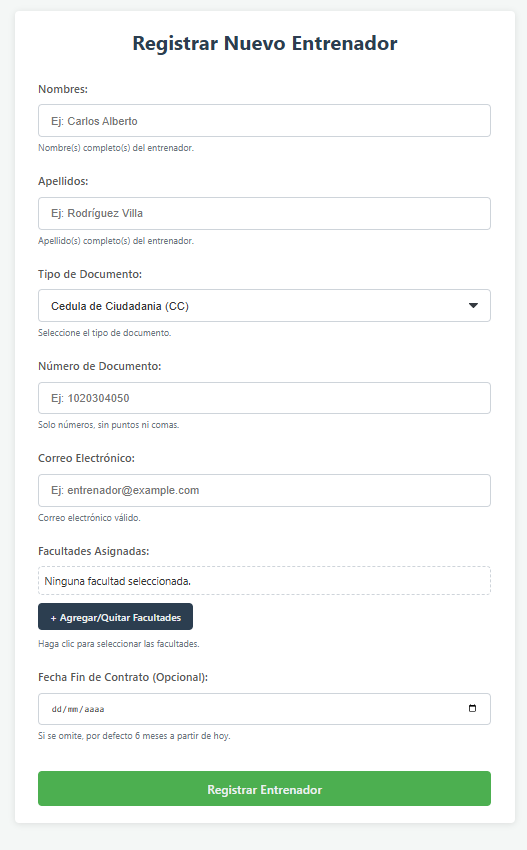 Registrar Nuevo Entrenador
Nombres:
Ej: Carlos Alberto
Nombre(s) completo(s) del entrenador.
Apellidos:
Ej: Rodríguez Villa
Apellido(s) completo(s) del entrenador.
Tipo de Documento:
Cedula de Ciudadania (CC)
Seleccione el tipo de documento.
Número de Documento:
Ej: 1020304050
Solo números, sin puntos ni comas.
Correo Electrónico:
Ej: entrenador@example.com
Correo electrónico válido.
Facultades Asignadas:
Ninguna facultad seleccionada.
+ Agregar/Quitar Facultades
Haga clic para seleccionar las facultades.
Fecha Fin de Contrato (Opcional):
dd/mm/aaaa
Si se omite, por defecto 6 meses a partir de hoy.
Registrar Entrenador